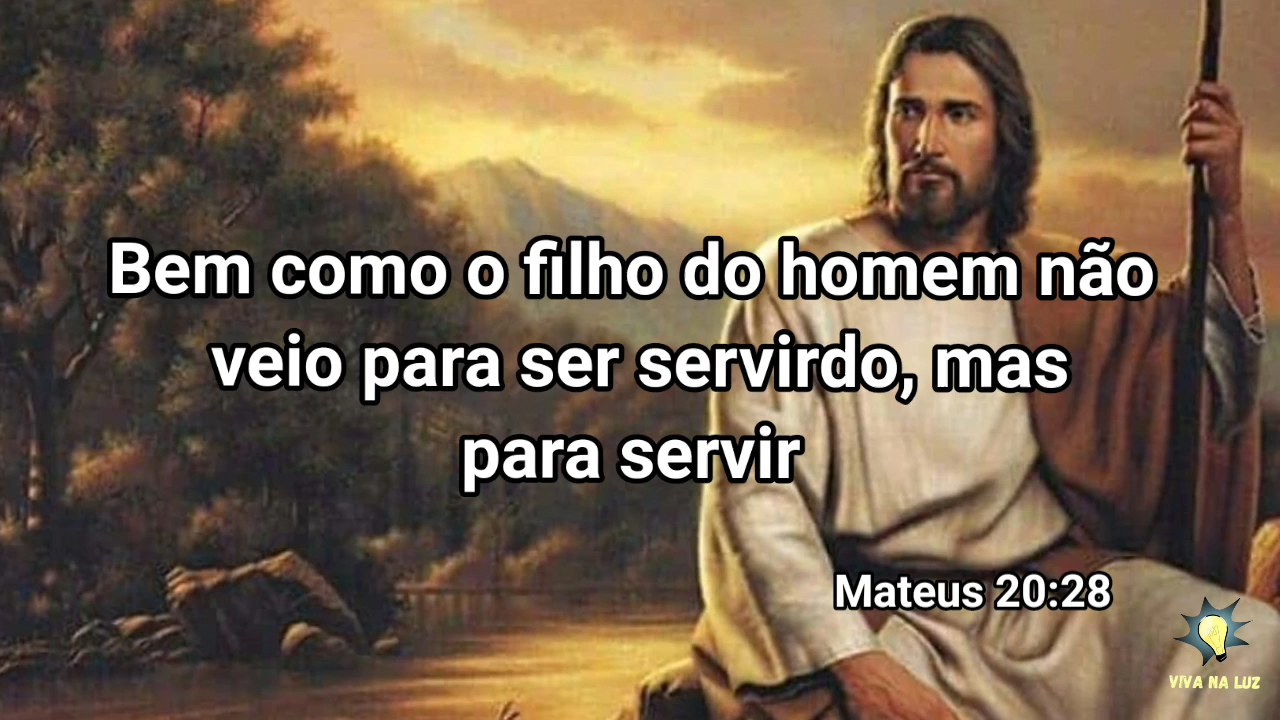 Bem como o filho do homem não
veio para ser servirdo, mas
para servir
Mateus 20:28
VIVA NA LUZ